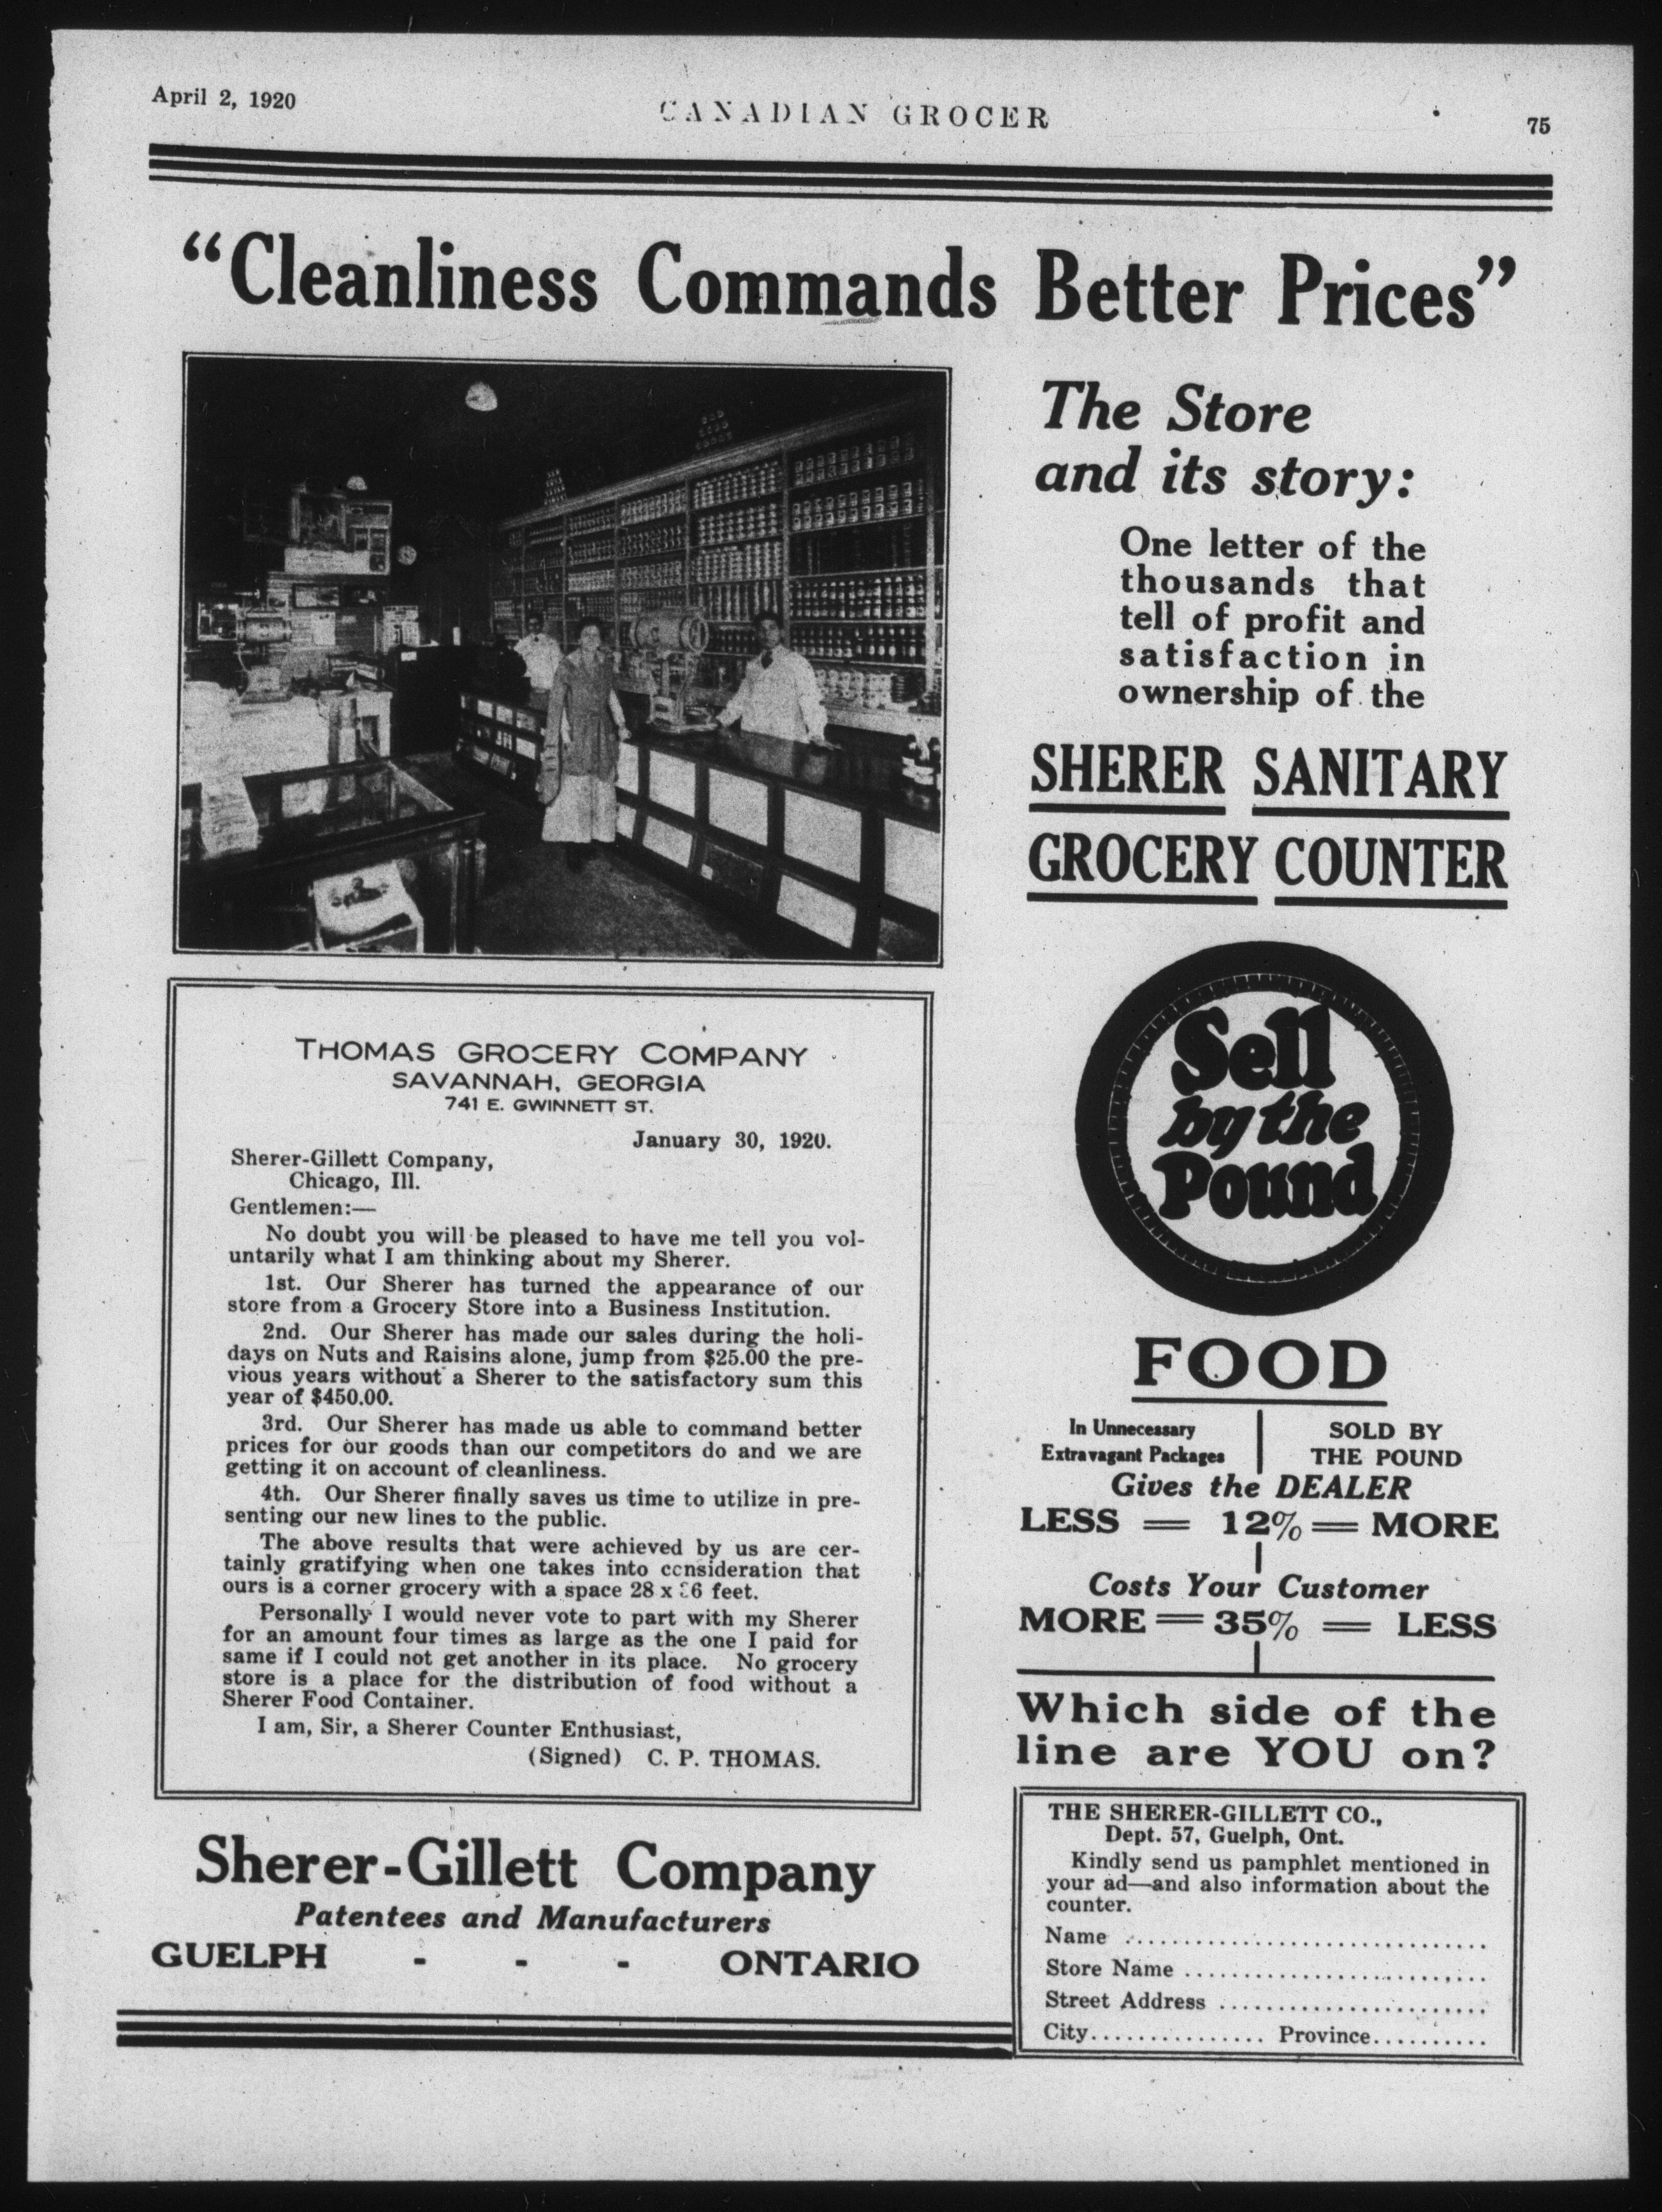 April 2, 1920
CANADIAN GROCER
75
"Cleanliness Commands Better Prices"
The Store
and its story:
One letter of the
thousands that
tell of profit and
satisfaction in
ownership of the
SHERER SANITARY
GROCERY COUNTER
THOMAS GROCERY COMPANY
SAVANNAH, GEORGIA
741 E. GWINNETT ST.
January 30, 1920.
Sherer-Gillett Company,
Chicago, Ill.
Gentlemen:—
No doubt you will be pleased to have me tell you vol-
untarily what I am thinking about my Sherer.
1st. Our Sherer has turned the appearance of our
store from a Grocery Store into a Business Institution.
2nd. Our Sherer has made our sales during the holi-
days on Nuts and Raisins alone, jump from $25.00 the pre-
vious years without a Sherer to the satisfactory sum this
year of $450.00.
3rd. Our Sherer has made us able to command better
prices for our goods than our competitors do and we are
getting it on account of cleanliness.
4th. Our Sherer finally saves us time to utilize in pre-
senting our new lines to the public.
The above results that were achieved by us are cer-
tainly gratifying when one takes into consideration that
ours is a corner grocery with a space 28 x feet.
Personally I would never vote to part with my Sherer
for an amount four times as large as the one I paid for
same if I could not get another in its place. No grocery
store is a place for the distribution of food without a
Sherer Food Container.
I am, Sir, a Sherer Counter Enthusiast,
(Signed) C. P. THOMAS.
Sherer-Gillett Company
Patentees and Manufacturers
GUELPH - - - ONTARIO
Sell
by the
Pound
FOOD
In Unnecessary
Extravagant Packages
SOLD BY
THE POUND
Gives the DEALER
LESS = 12% = MORE
Costs Your Customer
MORE = 35% = LESS
Which side of the
line are YOU on?
THE SHERER-GILLETT CO.,
Dept. 57, Guelph, Ont.
Kindly send us pamphlet mentioned in
your ad—and also information about the
counter.
Name ................................
Store Name ..........................
Street Address .......................
City............... Province..........